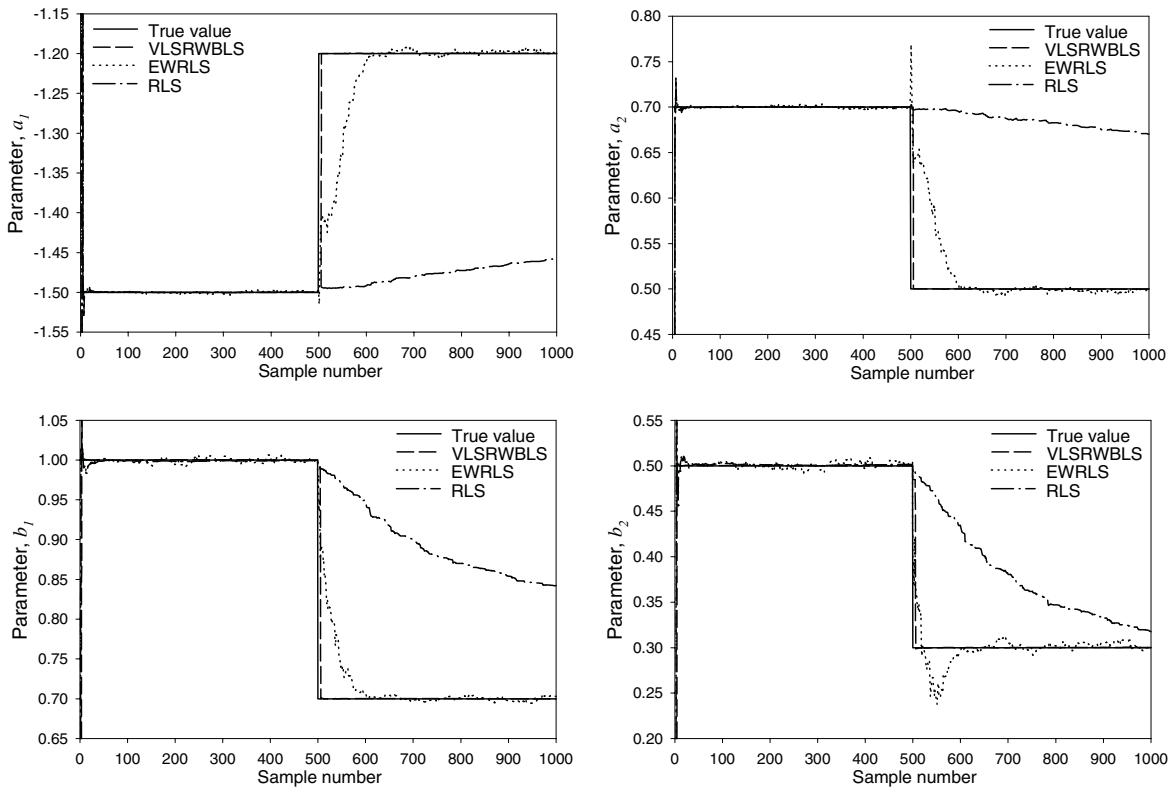 -1.15
-1.20
-1.25
-1.30
-1.35
-1.40
-1.45
-1.50
-1.55
Parameter, a1
True value
VLSRWBLS
EWRLS
RLS
0 100 200 300 400 500 600 700 800 900 1000
Sample number
0.80
0.75
0.70
0.65
0.60
0.55
0.50
0.45
Parameter, a2
True value
VLSRWBLS
EWRLS
RLS
0 100 200 300 400 500 600 700 800 900 1000
Sample number
1.05
1.00
0.95
0.90
0.85
0.80
0.75
0.70
0.65
Parameter, b1
True value
VLSRWBLS
EWRLS
RLS
0 100 200 300 400 500 600 700 800 900 1000
Sample number
0.55
0.50
0.45
0.40
0.35
0.30
0.25
0.20
Parameter, b2
True value
VLSRWBLS
EWRLS
RLS
0 100 200 300 400 500 600 700 800 900 1000
Sample number